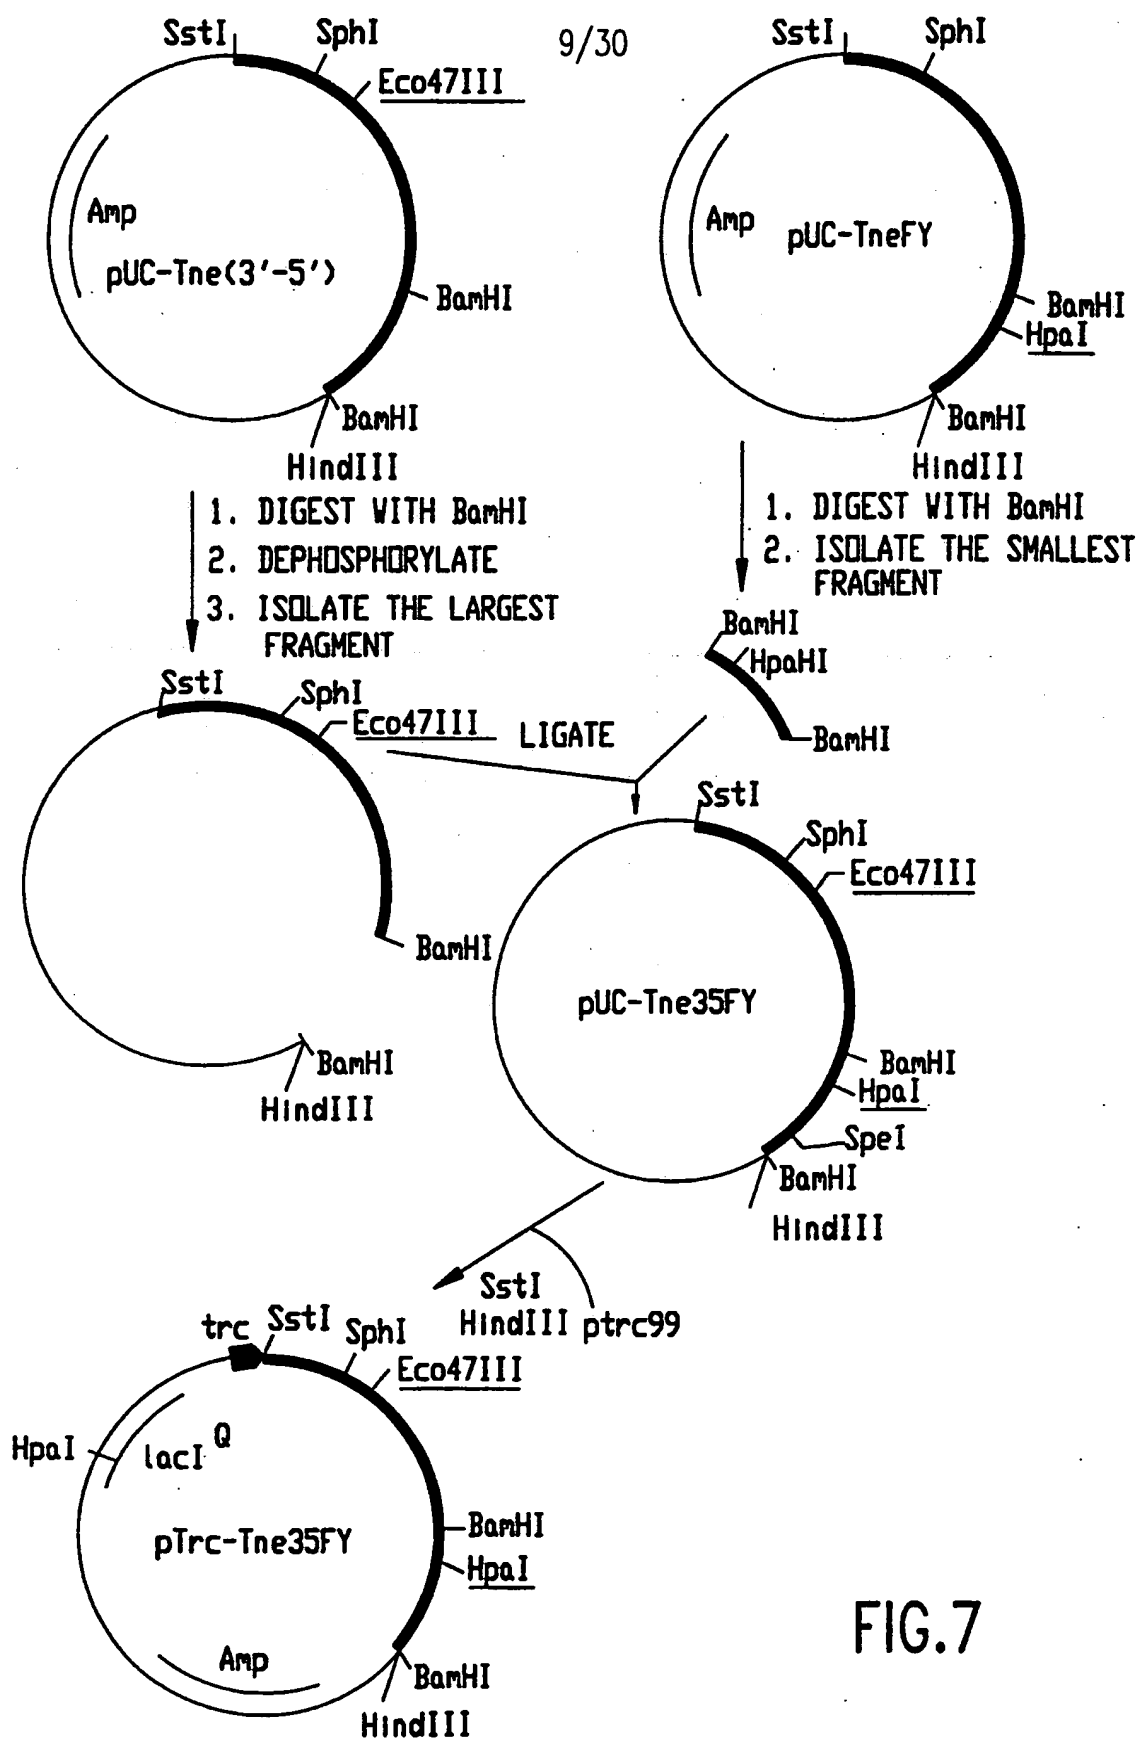 9/30
SstI
SphI
Eco47III
Amp
pUC-Tne(3'-5')
BamHI
BamHI
HindIII
SstI
SphI
Amp
pUC-TneFY
BamHI
HpaI
BamHI
HindIII
1. DIGEST WITH BamHI
2. DEPHOSPHORYLATE
3. ISOLATE THE LARGEST
FRAGMENT
1. DIGEST WITH BamHI
2. ISOLATE THE SMALLEST
FRAGMENT
BamHI
HpaHI
BamHI
SstI
SphI
Eco47III
BamHI
BamHI
HindIII
LIGATE
SstI
SphI
Eco47III
pUC-Tne35FY
BamHI
HpaI
SpeI
BamHI
HindIII
SstI
HindIII ptrc99
trc
SstI
SphI
Eco47III
HpaI
lacI Q
pTrc-Tne35FY
BamHI
HpaI
Amp
BamHI
HindIII
FIG.7